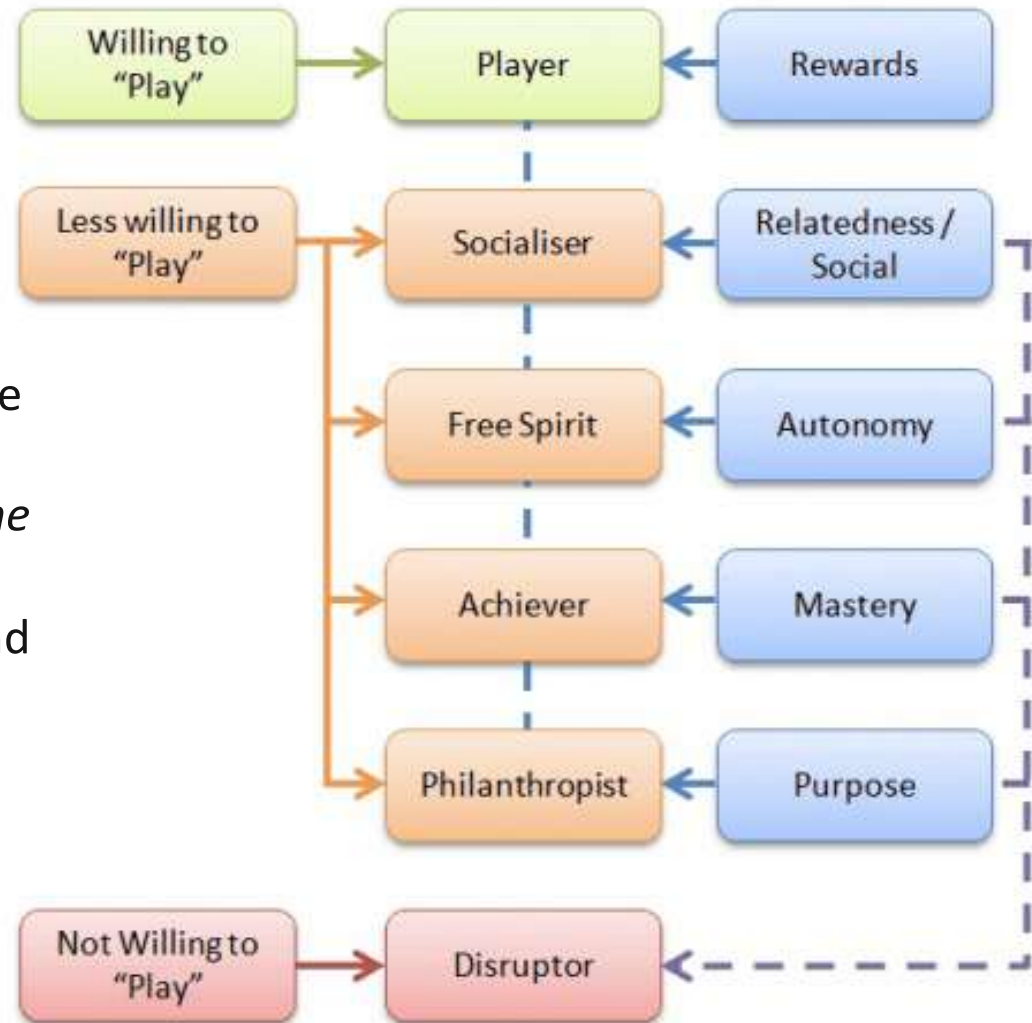 Willing to
“Play”
Player
Rewards
Less willing to
“Play”
Socialiser
Relatedness /
Social
e
Free Spirit
Autonomy
ne
Achiever
Mastery
d
Philanthropist
Purpose
Not Willing to
“Play”
Disruptor